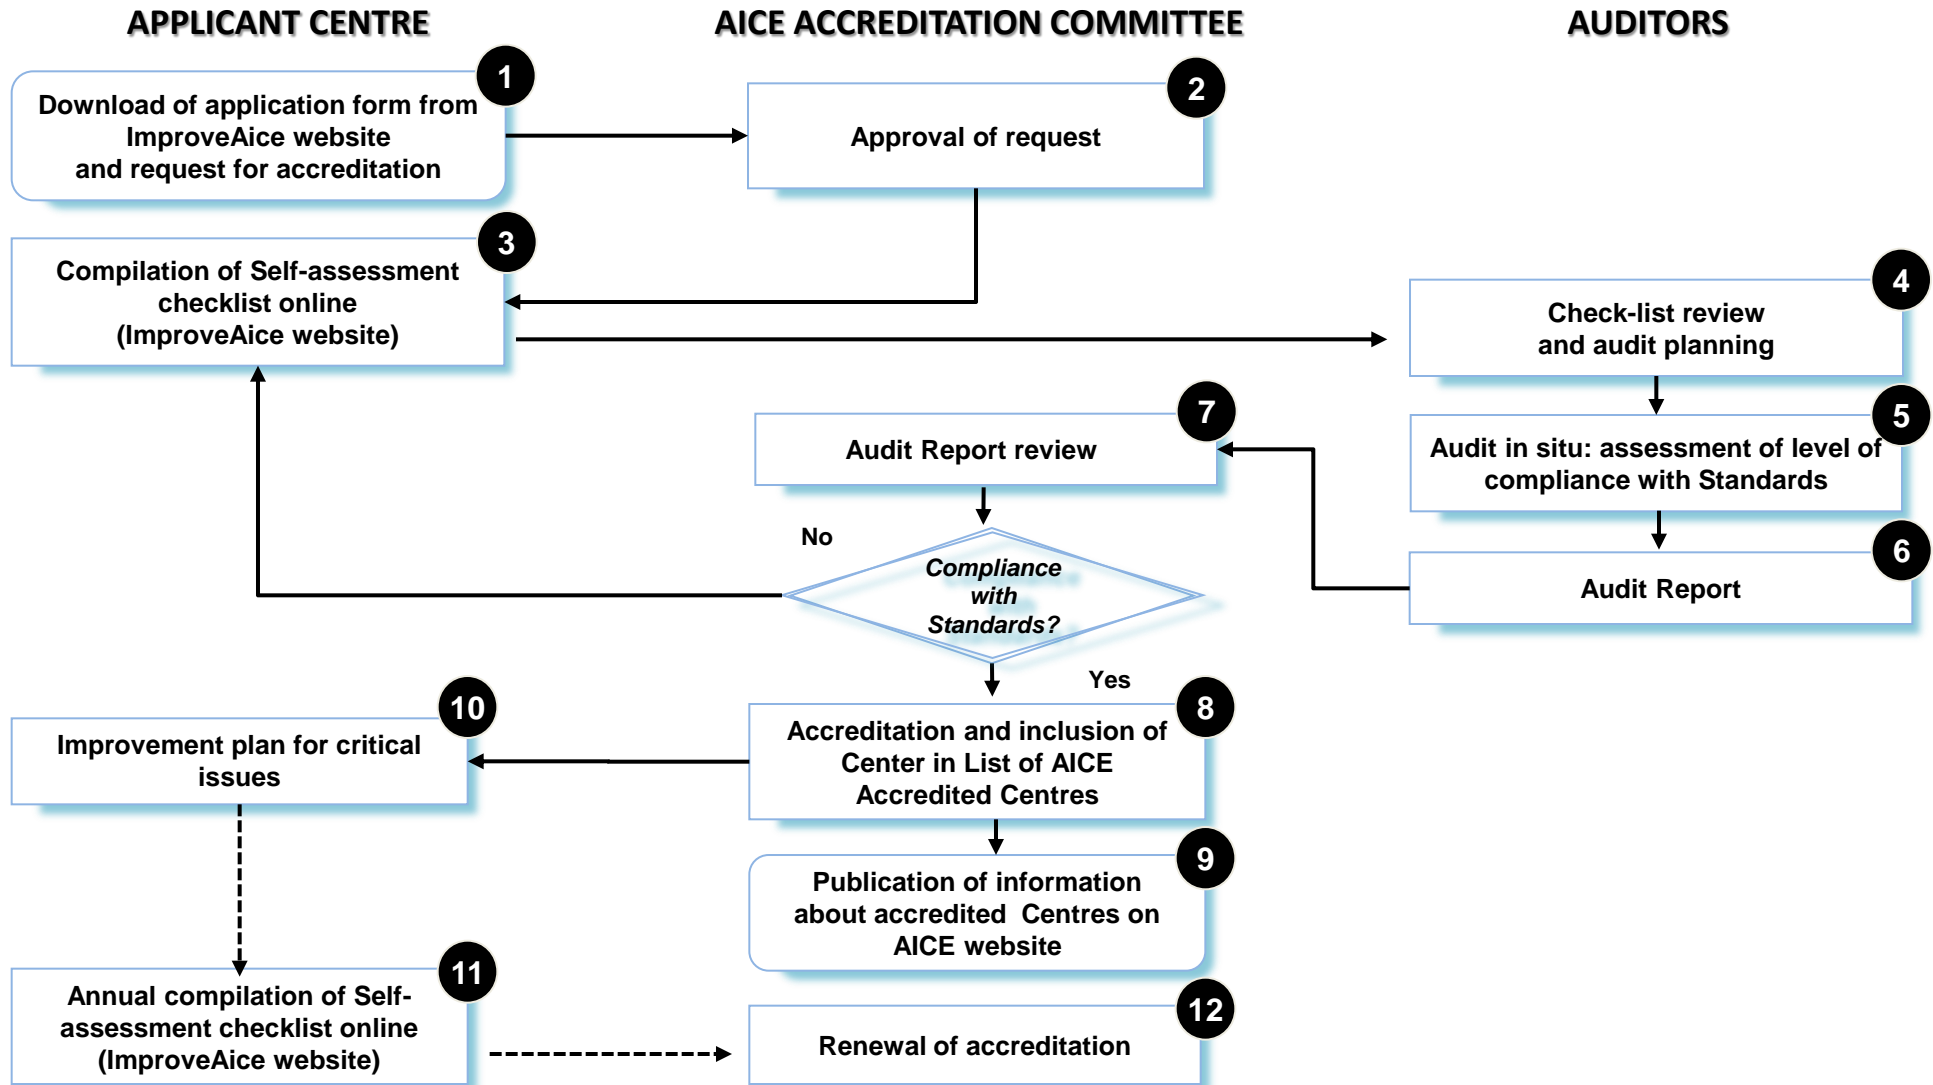 APPLICANT CENTRE
AICE ACCREDITATION COMMITTEE
AUDITORS
1
Download of application form from
ImproveAice website
and request for accreditation
2
Approval of request
3
Compilation of Self-assessment
checklist online
(ImproveAice website)
4
Check-list review
and audit planning
5
Audit in situ: assessment of level of
compliance with Standards
6
Audit Report
7
Audit Report review
No
Compliance
with
Standards?
Yes
8
Accreditation and inclusion of
Center in List of AICE
Accredited Centres
9
Publication of information
about accredited Centres on
AICE website
10
Improvement plan for critical
issues
11
Annual compilation of Self-
assessment checklist online
(ImproveAice website)
12
Renewal of accreditation